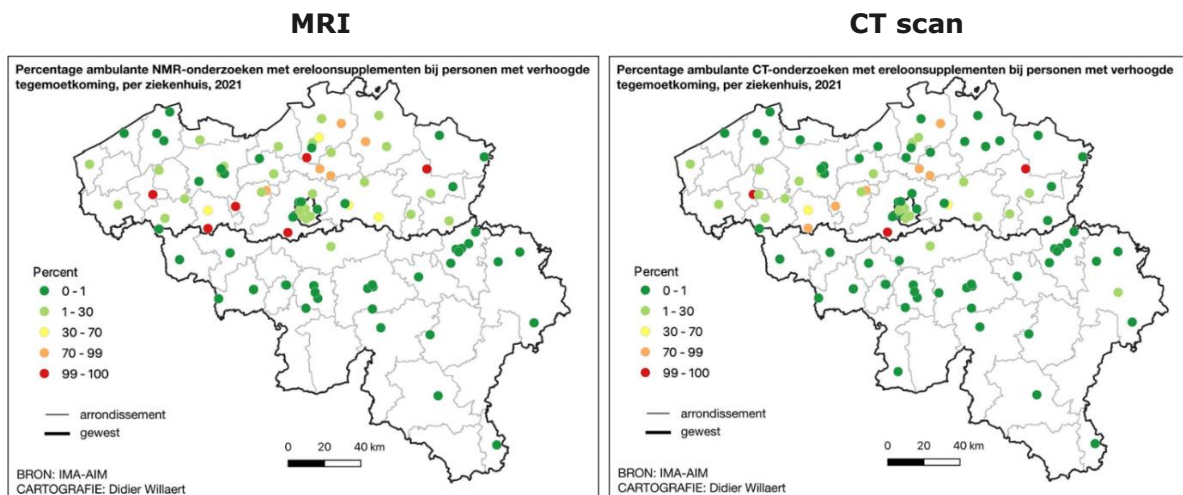 MRI
CT scan
Percentage ambulante NMR-onderzoeken met ereloonsupplementen bij personen met verhoogde
tegemoetkoming, per ziekenhuis, 2021
Percent
0 - 1
1 - 30
30 - 70
70 - 99
99 - 100
arrondissement
gewest
0 20 40 km
BRON: IMA-AIM
CARTOGRAFIE: Didier Willaert
Percentage ambulante CT-onderzoeken met ereloonsupplementen bij personen met verhoogde
tegemoetkoming, per ziekenhuis, 2021
Percent
0 - 1
1 - 30
30 - 70
70 - 99
99 - 100
arrondissement
gewest
0 20 40 km
BRON: IMA-AIM
CARTOGRAFIE: Didier Willaert